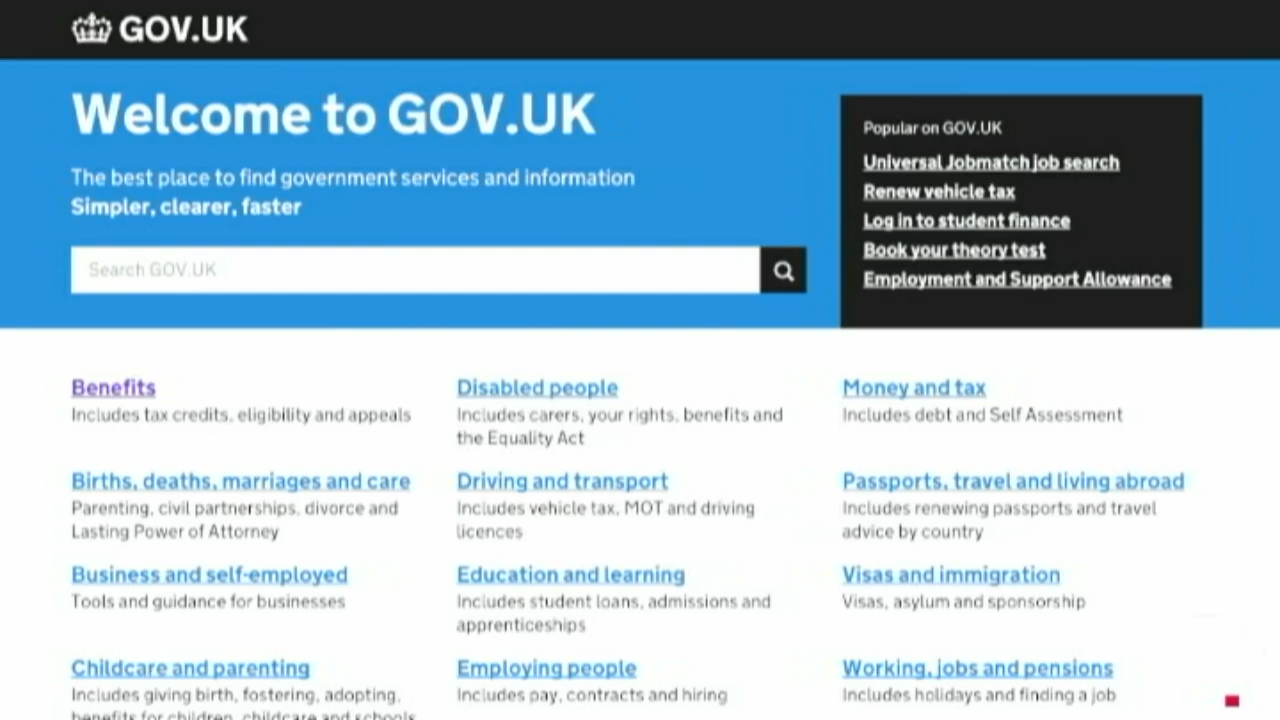 GOV.UK
Welcome to GOV.UK
The best place to find government services and information
Simpler, clearer, faster
Search GOV.UK
Popular on GOV.UK
Universal Jobmatch job search
Renew vehicle tax
Log in to student finance
Book your theory test
Employment and Support Allowance
Benefits
Includes tax credits, eligibility and appeals
Births, deaths, marriages and care
Parenting, civil partnerships, divorce and
Lasting Power of Attorney
Business and self-employed
Tools and guidance for businesses
Childcare and parenting
Includes giving birth, fostering, adopting,
benefits for children, childcare and schools
Disabled people
Includes carers, your rights, benefits and
the Equality Act
Driving and transport
Includes vehicle tax, MOT and driving
licences
Education and learning
Includes student loans, admissions and
apprenticeships
Employing people
Includes pay, contracts and hiring
Money and tax
Includes debt and Self Assessment
Passports, travel and living abroad
Includes renewing passports and travel
advice by country
Visas and immigration
Visas, asylum and sponsorship
Working, jobs and pensions
Includes holidays and finding a job